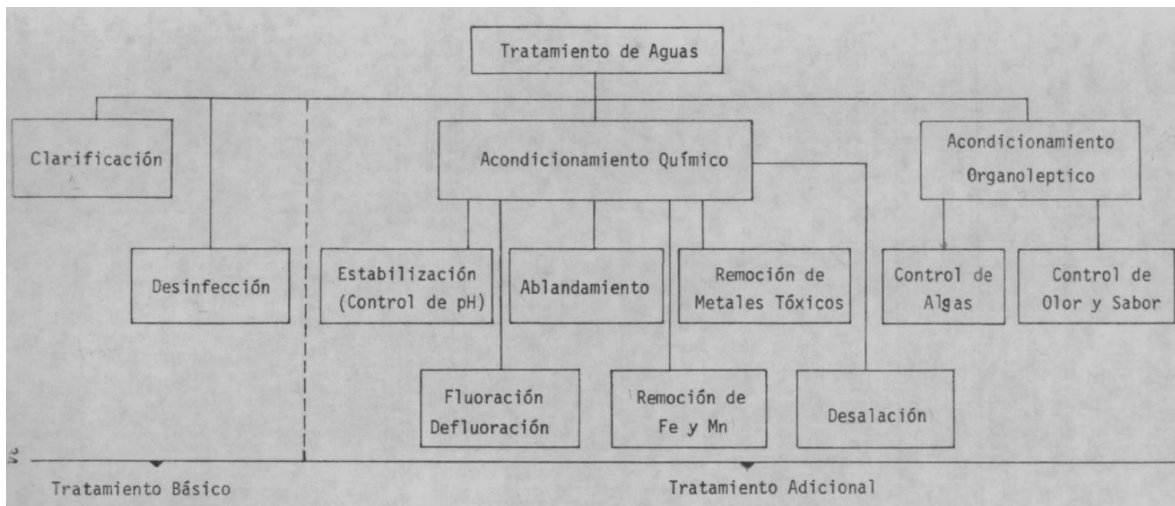 Tratamiento de Aguas
Clarificación
Acondicionamiento Químico
Acondicionamiento
Organoleptico
Desinfección
Estabilización
(Control de pH)
Ablandamiento
Remoción de
Metales Tóxicos
Control de
Algas
Control de
Olor y Sabor
Fluoración
Defluoración
Remoción de
Fe y Mn
Desalación
Tratamiento Básico
Tratamiento Adicional